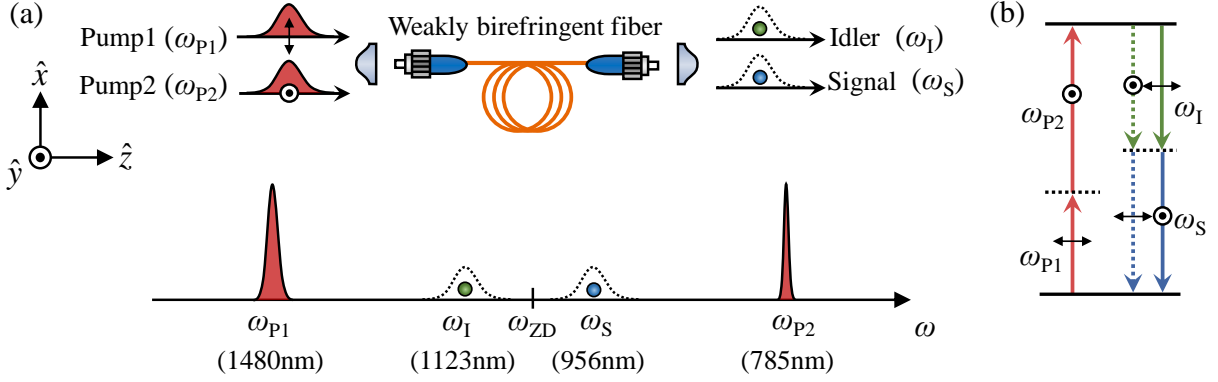 (a)
Pump1 (ω_P1)
Pump2 (ω_P2)
Weakly birefringent fiber
Idler (ω_I)
Signal (ω_S)
x̂
ŷ
ẑ
ω_P1 ω_I ω_ZD ω_S ω_P2 ω
(1480nm) (1123nm) (956nm) (785nm)
(b)
ω_P2
ω_I
ω_P1
ω_S